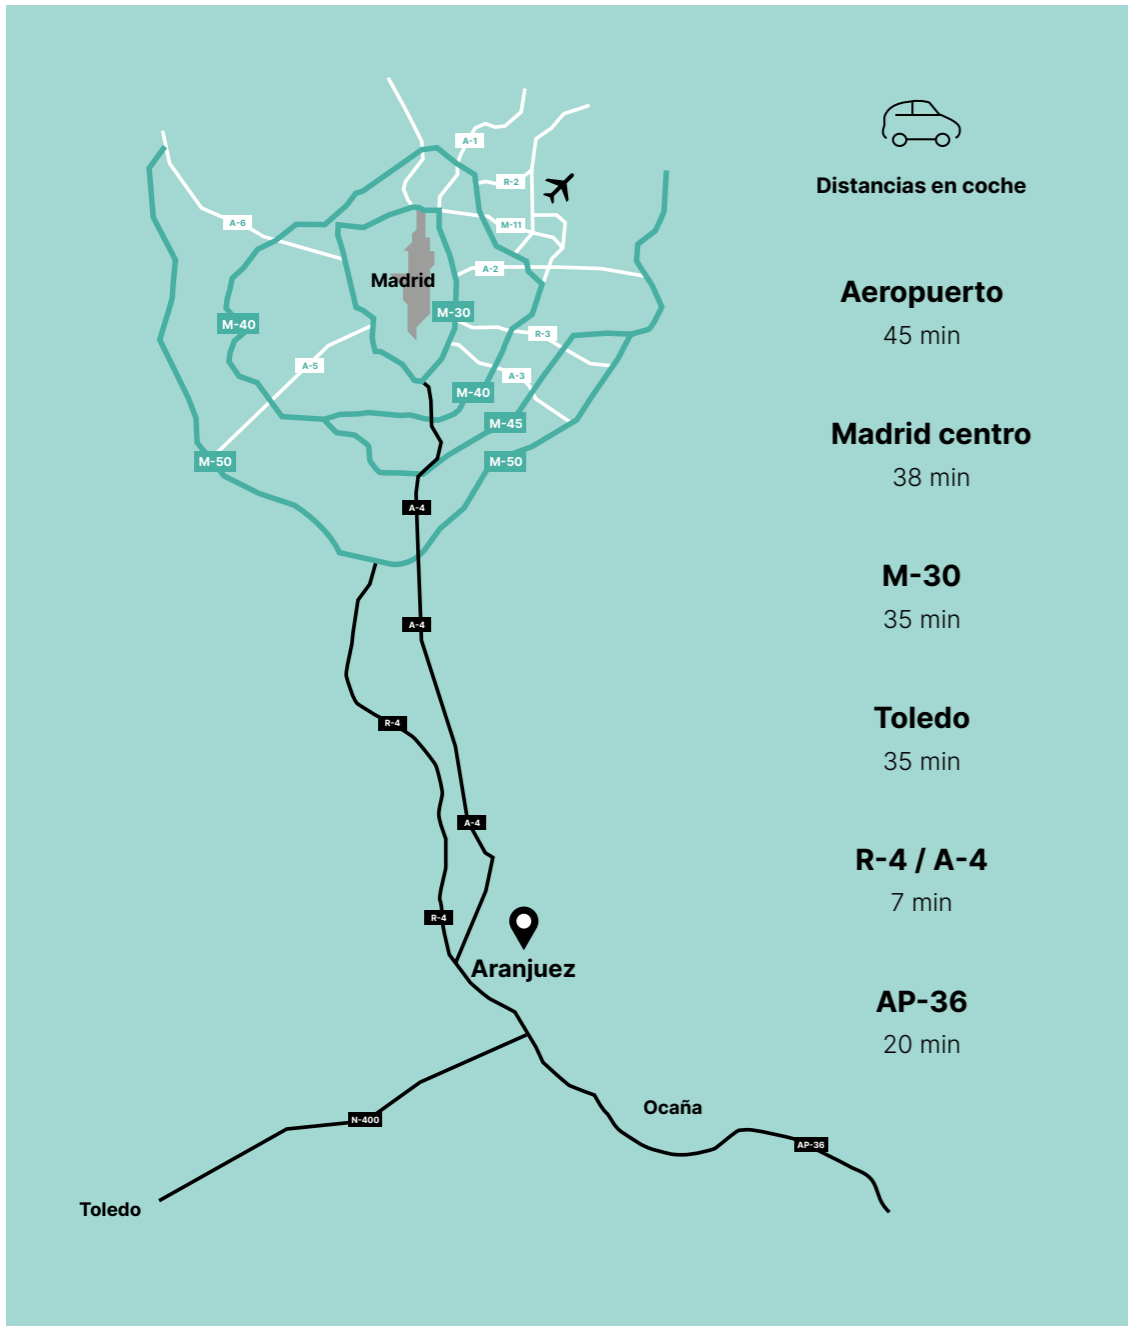 A-1
R-2
A-6
M-11
A-2
Madrid
M-30
M-40
R-3
A-5
A-3
M-40
M-45
M-50
M-50
A-4
A-4
R-4
A-4
R-4
Aranjuez
Ocaña
N-400
AP-36
Toledo
Distancias en coche
Aeropuerto
45 min
Madrid centro
38 min
M-30
35 min
Toledo
35 min
R-4 / A-4
7 min
AP-36
20 min